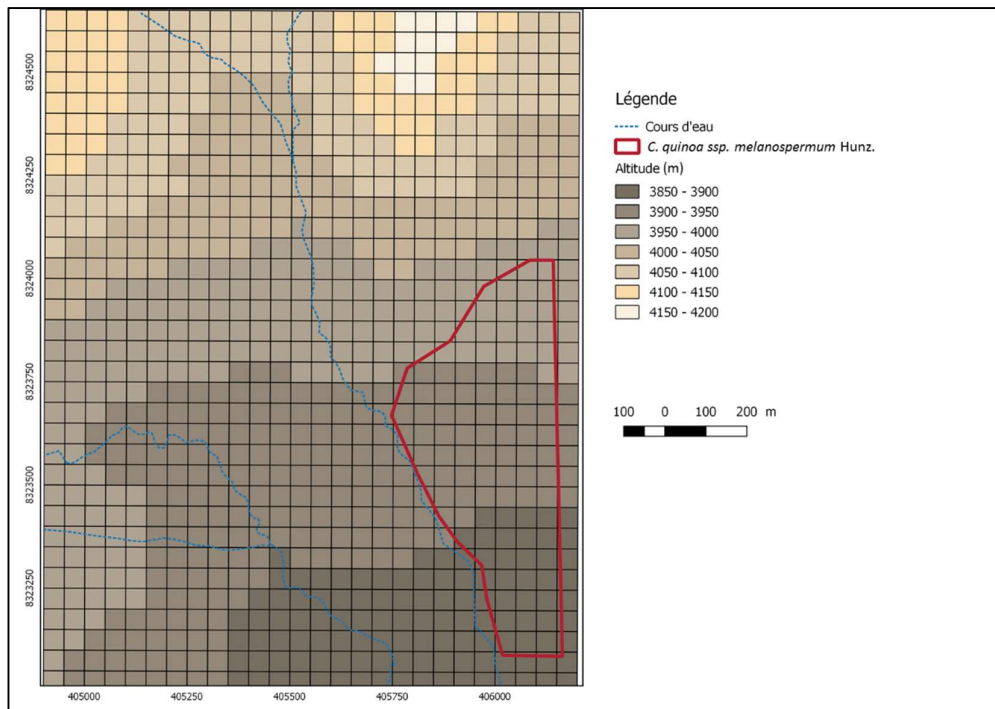 8324500
8324250
8324000
8323750
8323500
8323250
405000 405250 405500 405750 406000
Légende
Cours d'eau
C. quinoa ssp. melanospermum Hunz.
Altitude (m)
3850 - 3900
3900 - 3950
3950 - 4000
4000 - 4050
4050 - 4100
4100 - 4150
4150 - 4200
100 0 100 200 m